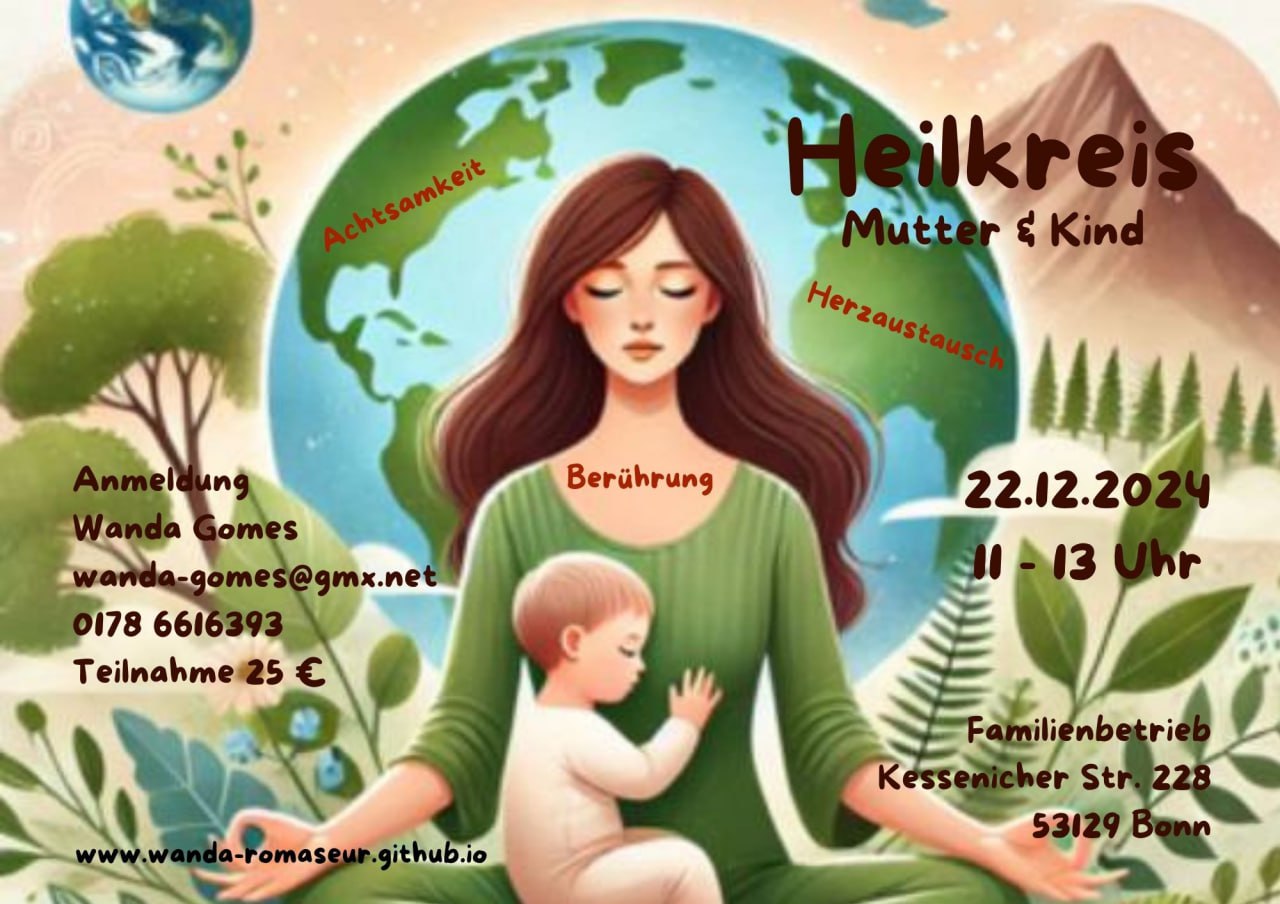 Heilkreis
Mutter & Kind
Achtsamkeit
Herzaustausch
Berührung
Anmeldung
Wanda Gomes
wanda-gomes@gmx.net
0178 6616393
Teilnahme 25 €
22.12.2024
11 - 13 Uhr
Familienbetrieb
Kessenicher Str. 228
53129 Bonn
www.wanda-romaseur.github.io